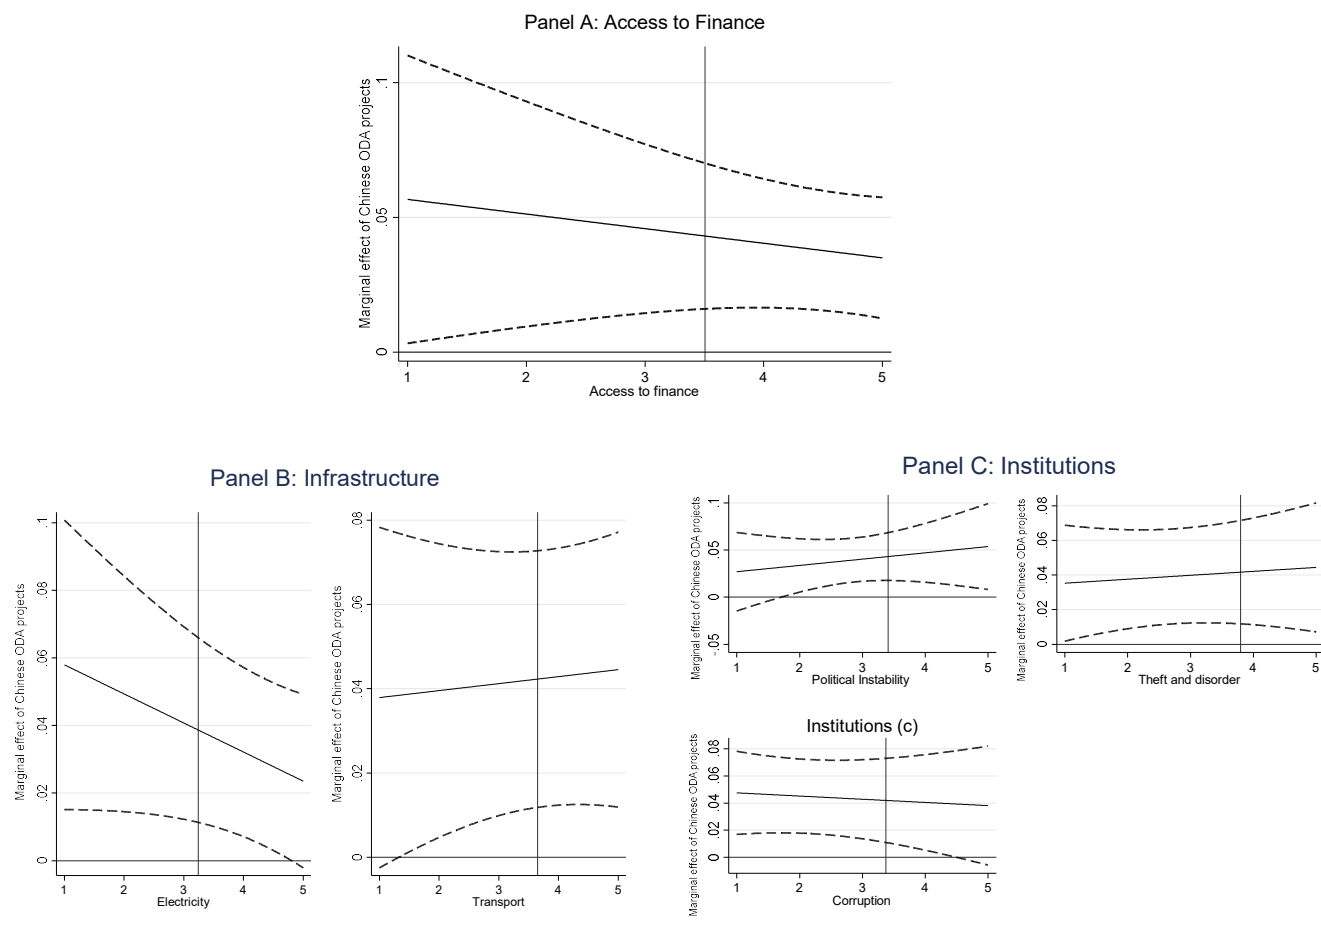 Panel A: Access to Finance
Marginal effect of Chinese ODA projects
.1
.05
0
1 2 3 4 5
Access to finance
Panel B: Infrastructure
Marginal effect of Chinese ODA projects
.1
.08
.06
.04
.02
0
1 2 3 4 5
Electricity
Marginal effect of Chinese ODA projects
.08
.06
.04
.02
0
1 2 3 4 5
Transport
Panel C: Institutions
Marginal effect of Chinese ODA projects
.1
.05
0
-.05
1 2 3 4 5
Political Instability
Marginal effect of Chinese ODA projects
.08
.06
.04
.02
0
1 2 3 4 5
Theft and disorder
Institutions (c)
Marginal effect of Chinese ODA projects
.08
.06
.04
.02
0
1 2 3 4 5
Corruption